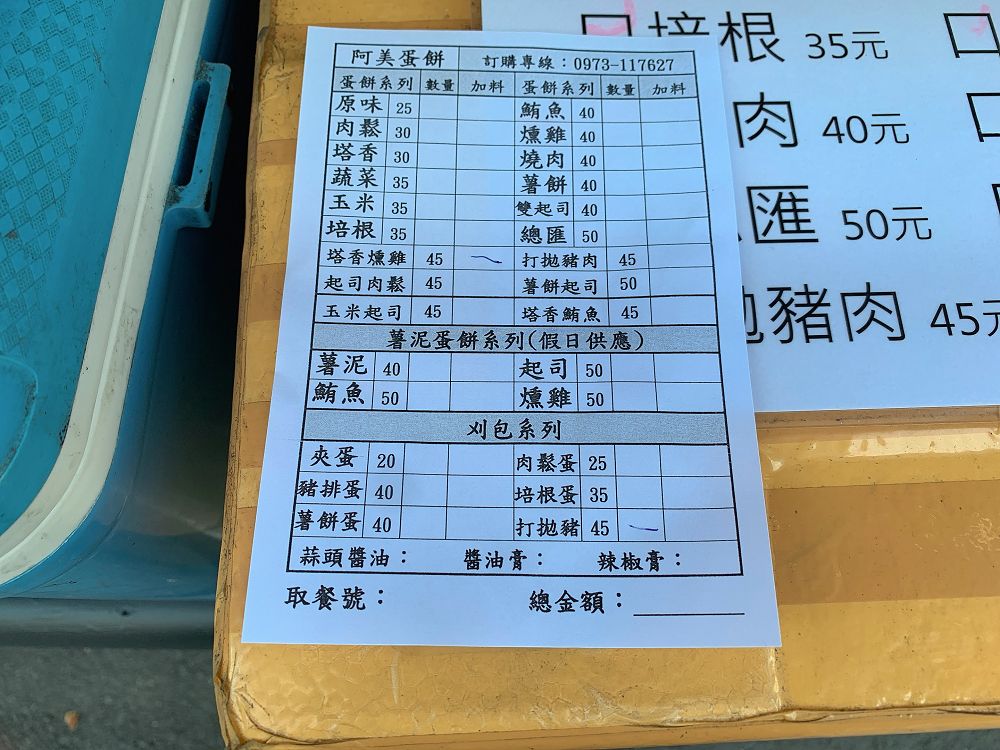 阿美蛋餅 訂購專線：0973-117627
蛋餅系列 數量 加料 蛋餅系列 數量 加料
原味 25 鮪魚 40
肉鬆 30 燻雞 40
塔香 30 燒肉 40
蔬菜 35 薯餅 40
玉米 35 雙起司 40
培根 35 總匯 50
塔香燻雞 45 打拋豬肉 45
起司肉鬆 45 薯餅起司 50
玉米起司 45 塔香鮪魚 45
薯泥蛋餅系列(假日供應)
薯泥 40 起司 50
鮪魚 50 燻雞 50
刈包系列
夾蛋 20 肉鬆蛋 25
豬排蛋 40 培根蛋 35
薯餅蛋 40 打拋豬 45
蒜頭醬油： 醬油膏： 辣椒膏：
取餐號： 總金額：
培根 35元
肉 40元
匯 50元
豬肉 45元